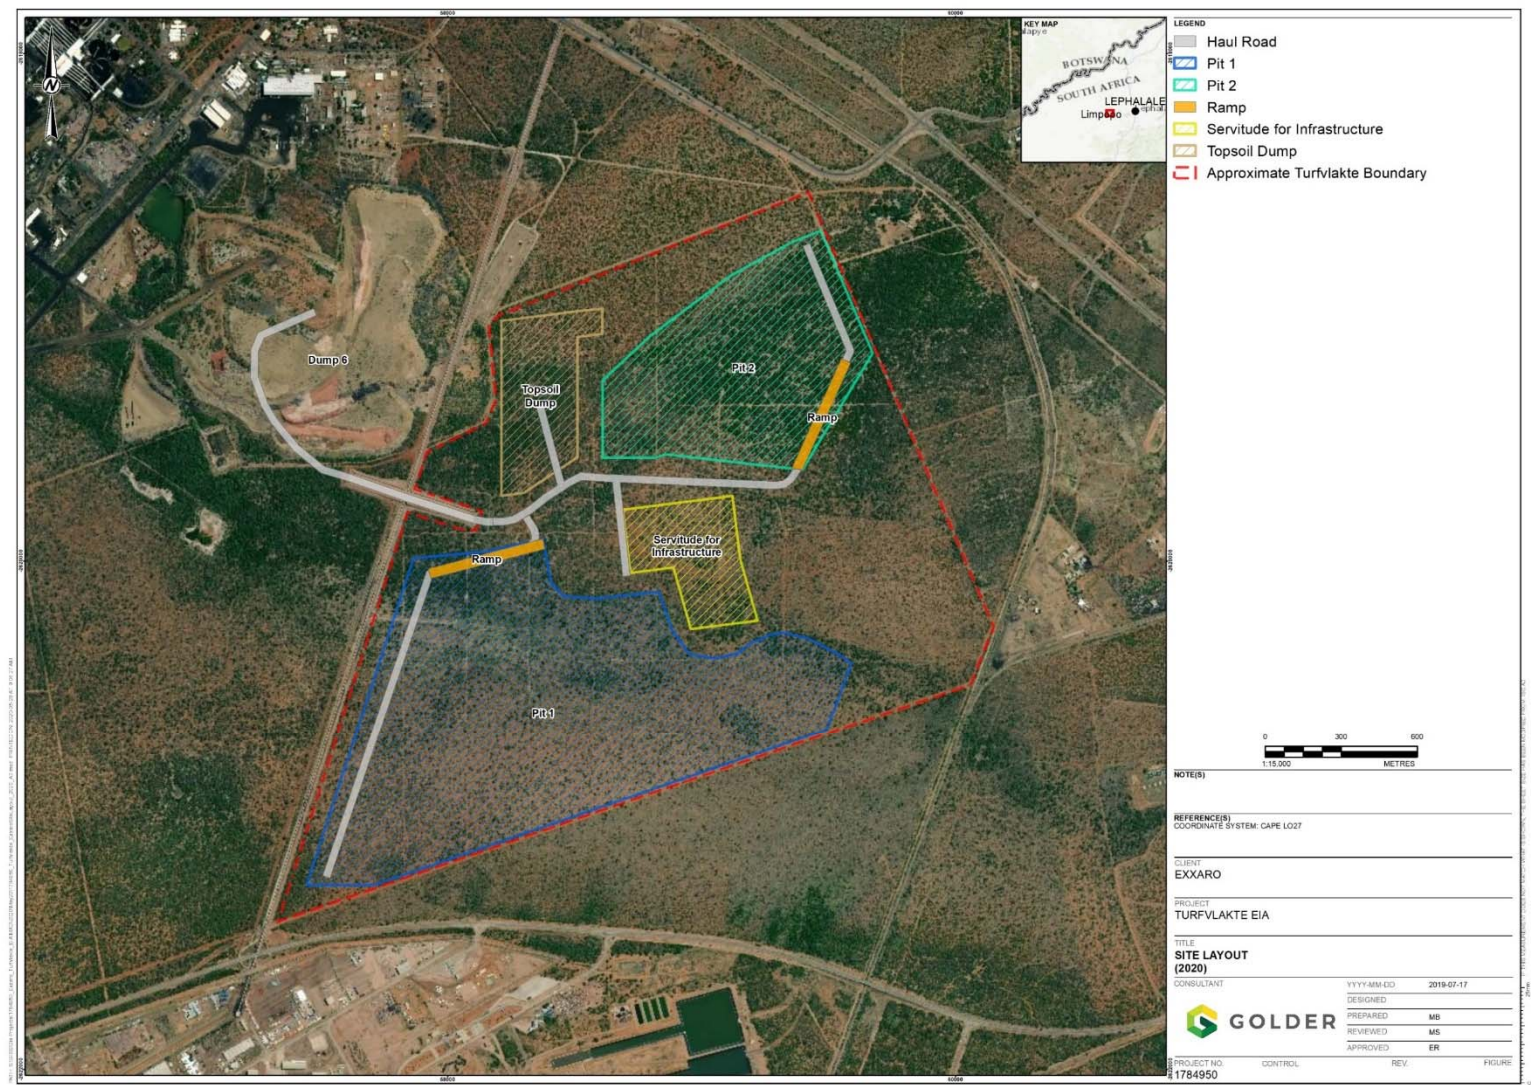 KEY MAP
BOTSWANA
SOUTH AFRICA
LEPHALALE
Limpopo
N
Dump 6
Topsoil
Dump
Pit 2
Ramp
Servitude for
Infrastructure
Ramp
Pit 1
LEGEND
Haul Road
Pit 1
Pit 2
Ramp
Servitude for Infrastructure
Topsoil Dump
Approximate Turfvlakte Boundary
0 300 600
1:15,000 METRES
NOTE(S)
REFERENCE(S)
COORDINATE SYSTEM: CAPE LO27
CLIENT
EXXARO
PROJECT
TURFVLAKTE EIA
TITLE
SITE LAYOUT
(2020)
CONSULTANT
GOLDER
YYYY-MM-DD 2019-07-17
DESIGNED
PREPARED MB
REVIEWED MS
APPROVED ER
PROJECT NO. CONTROL REV. FIGURE
1784950